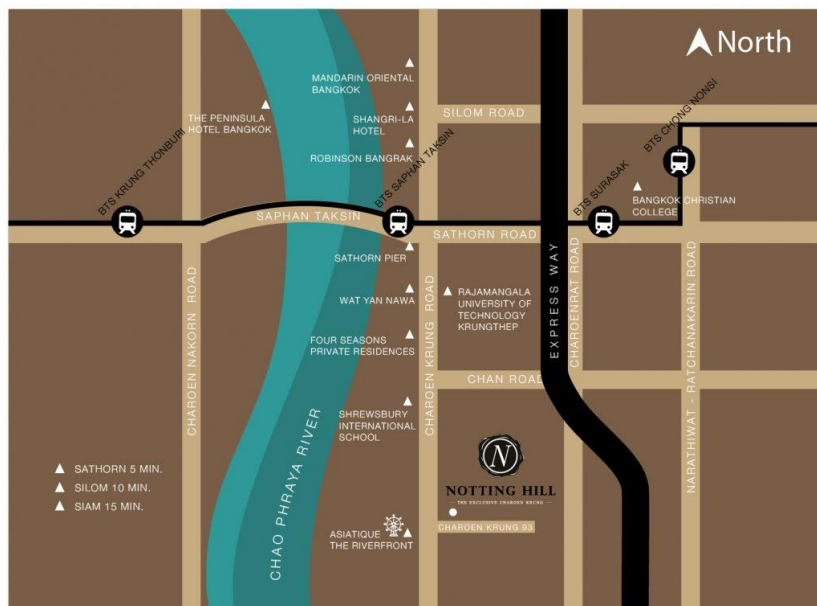 North
MANDARIN ORIENTAL
BANGKOK
THE PENINSULA
HOTEL BANGKOK
SHANGRI-LA
HOTEL
ROBINSON BANGRAK
SILOM ROAD
BTS CHONG NONSI
BTS KRUNG THONBURI
BTS SAPHAN TAKSIN
BTS SURASAK
BANGKOK CHRISTIAN
COLLEGE
SAPHAN TAKSIN
SATHORN ROAD
SATHORN PIER
WAT YAN NAWA
RAJAMANGALA
UNIVERSITY OF
TECHNOLOGY
KRUNGTHEP
FOUR SEASONS
PRIVATE RESIDENCES
CHAROEN NAKORN ROAD
CHAROEN KRUNG ROAD
EXPRESS WAY
CHAROENRAT ROAD
NARATHIWAT - RATCHANAKARIN ROAD
CHAN ROAD
SHREWSBURY
INTERNATIONAL
SCHOOL
CHAO PHRAYA RIVER
SATHORN 5 MIN.
SILOM 10 MIN.
SIAM 15 MIN.
N
NOTTING HILL
THE EXCLUSIVE CHAROEN KRUNG
CHAROEN KRUNG 93
ASIATIQUE
THE RIVERFRONT